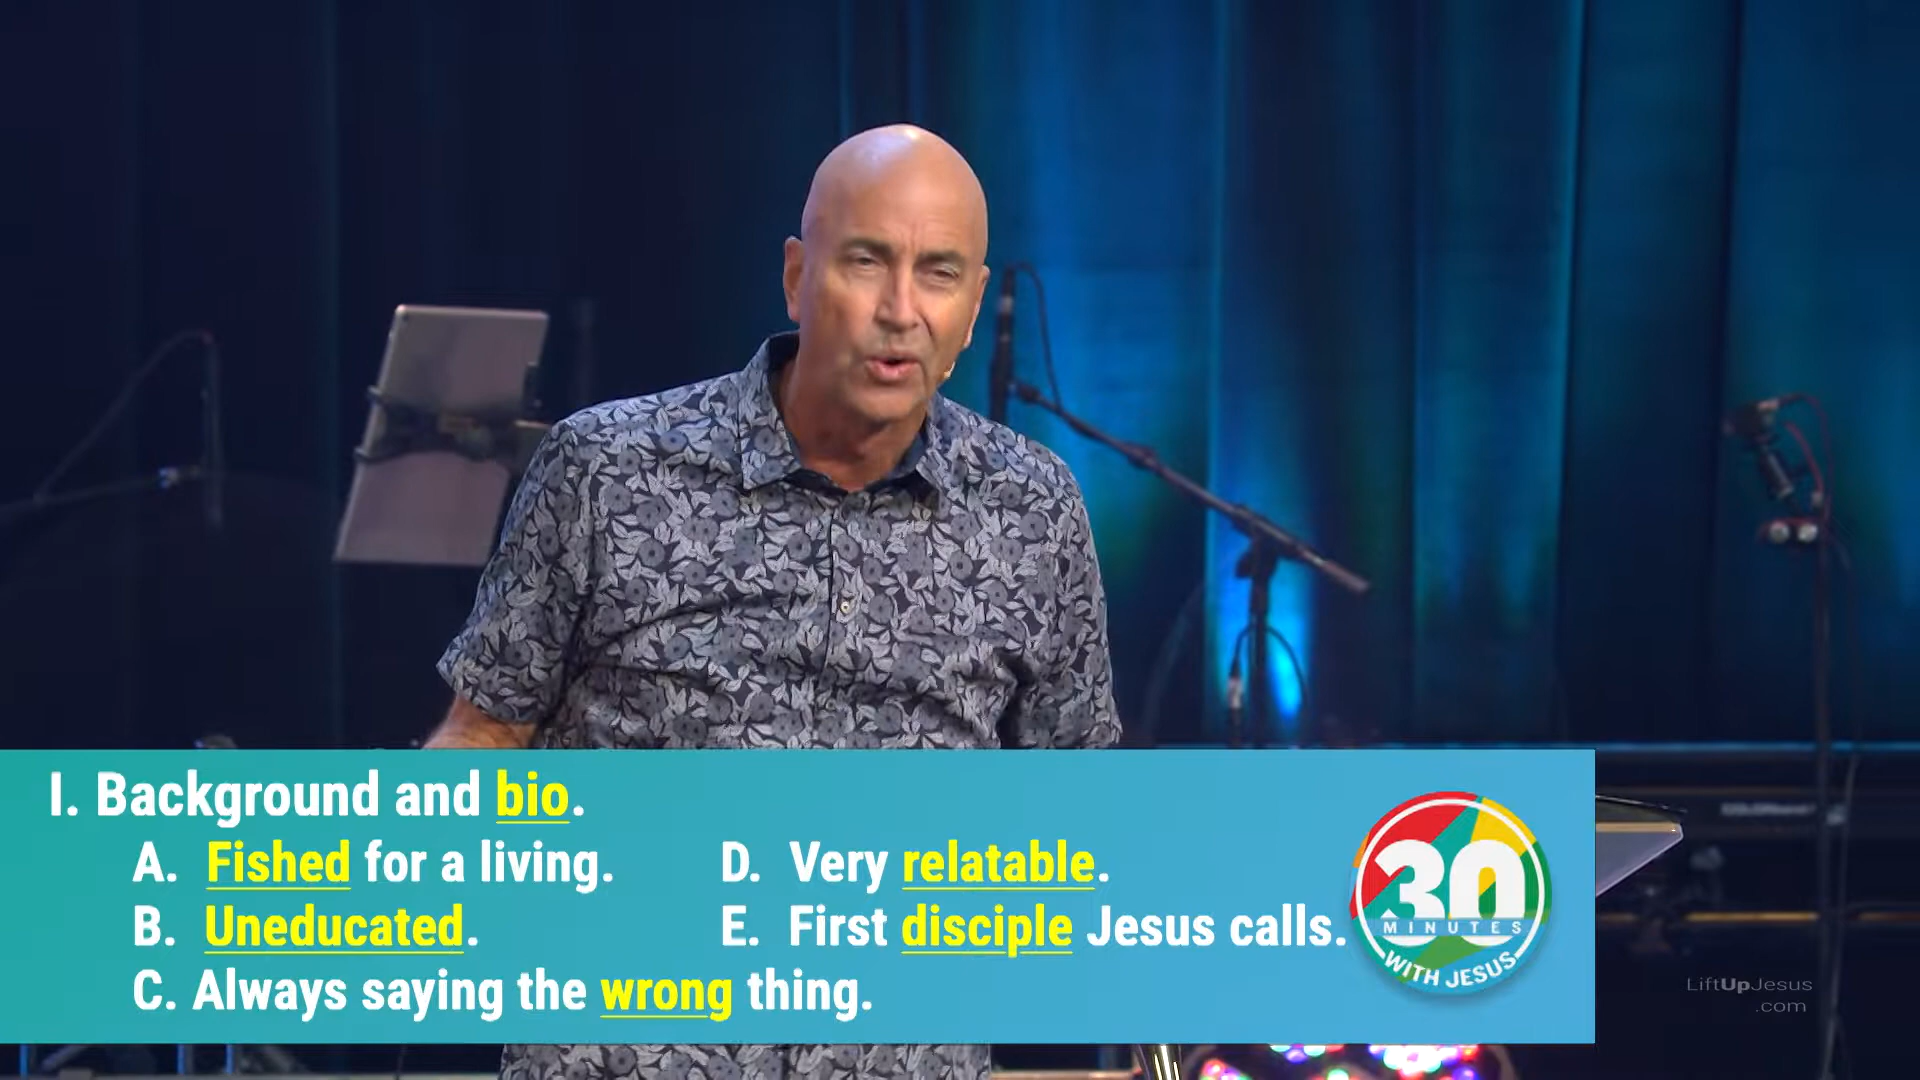 I. Background and bio.
A. Fished for a living.
B. Uneducated.
C. Always saying the wrong thing.
D. Very relatable.
E. First disciple Jesus calls.
30
MINUTES
WITH JESUS
LiftUpJesus
.com